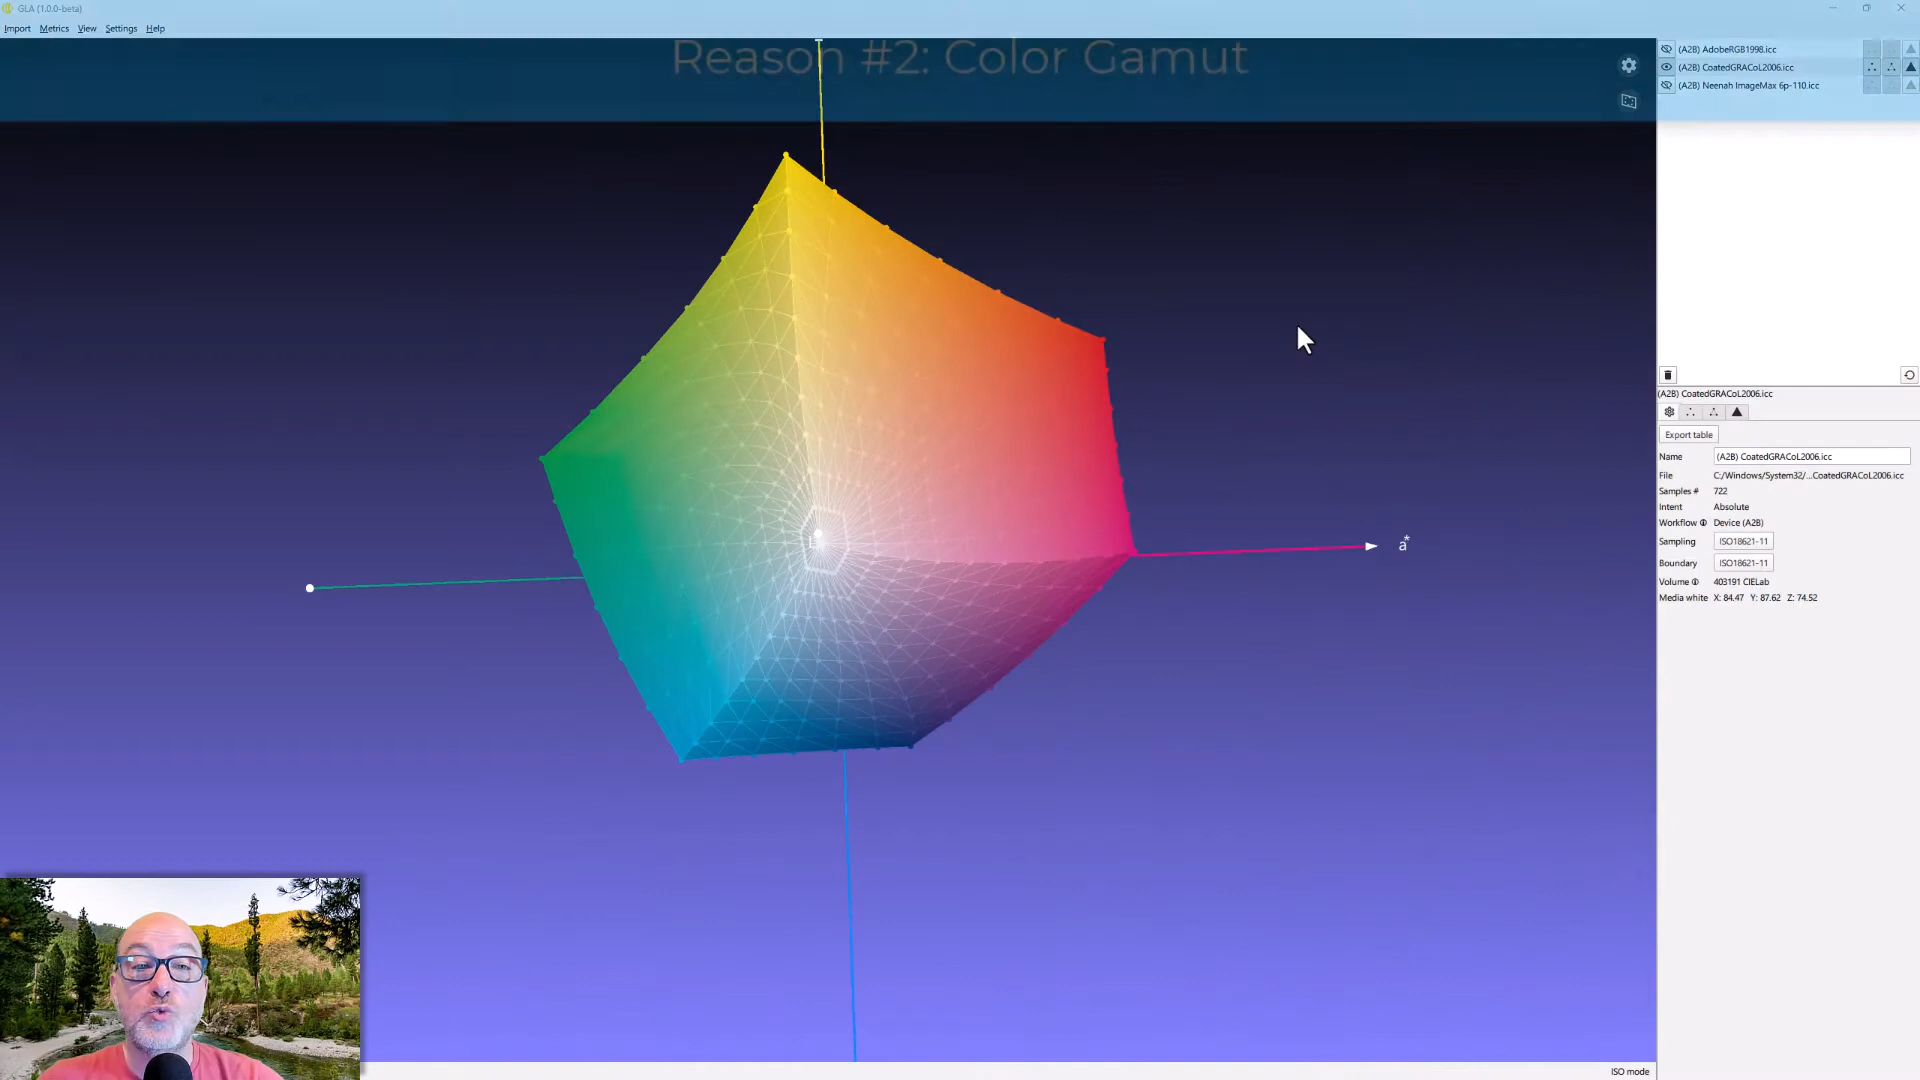 GLA (1.0.0-beta)
Import Metrics View Settings Help
Reason #2: Color Gamut
(A2B) AdobeRGB1998.icc
(A2B) CoatedGRACoL2006.icc
(A2B) Neenah ImageMax 6p-110.icc
a*
(A2B) CoatedGRACoL2006.icc
Export table
Name (A2B) CoatedGRACoL2006.icc
File C:/Windows/System32/...CoatedGRACoL2006.icc
Samples # 722
Intent Absolute
Workflow Device (A2B)
Sampling ISO18621-11
Boundary ISO18621-11
Volume 403191 CIELab
Media white X: 84.47 Y: 87.62 Z: 74.52
ISO mode